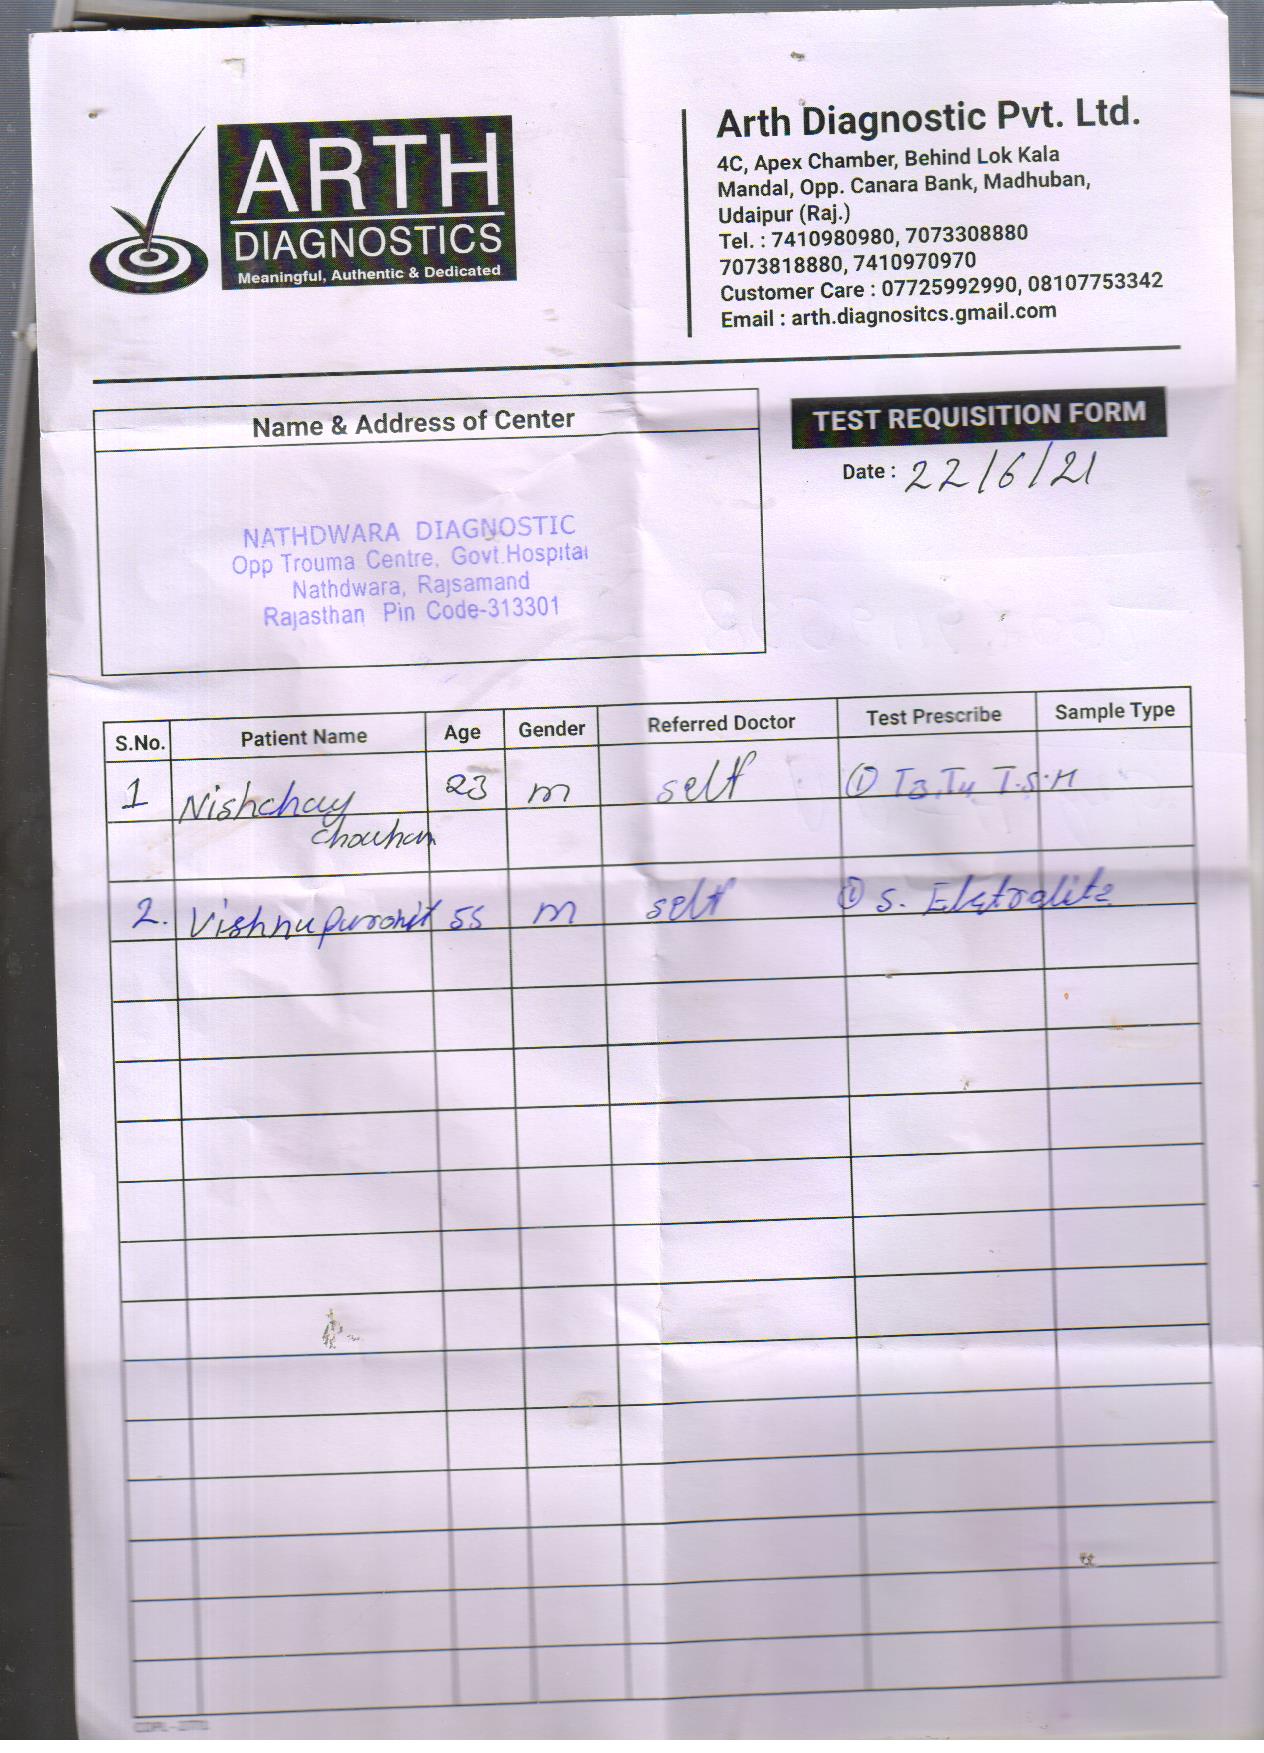 ARTH
DIAGNOSTICS
Meaningful, Authentic & Dedicated
Arth Diagnostic Pvt. Ltd.
4C, Apex Chamber, Behind Lok Kala
Mandal, Opp. Canara Bank, Madhuban,
Udaipur (Raj.)
Tel. : 7410980980, 7073308880
7073818880, 7410970970
Customer Care : 07725992990, 08107753342
Email : arth.diagnositcs.gmail.com
Name & Address of Center
NATHDWARA DIAGNOSTIC
Opp Trouma Centre, Govt.Hospital
Nathdwara, Rajsamand
Rajasthan Pin Code-313301
TEST REQUISITION FORM
Date : 22/6/21
S.No. Patient Name Age Gender Referred Doctor Test Prescribe Sample Type
1 Nishchay 23 m self ① T3, T4 T.S.H
Chouhan
2. Vishnu purohit 55 m self ① S. Elktrolite